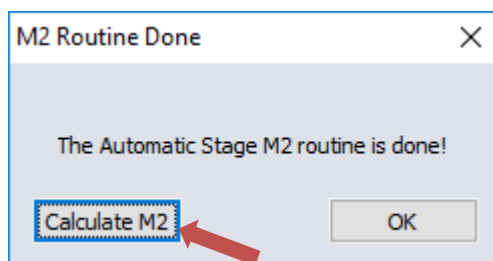 M2 Routine Done
The Automatic Stage M2 routine is done!
Calculate M2 OK